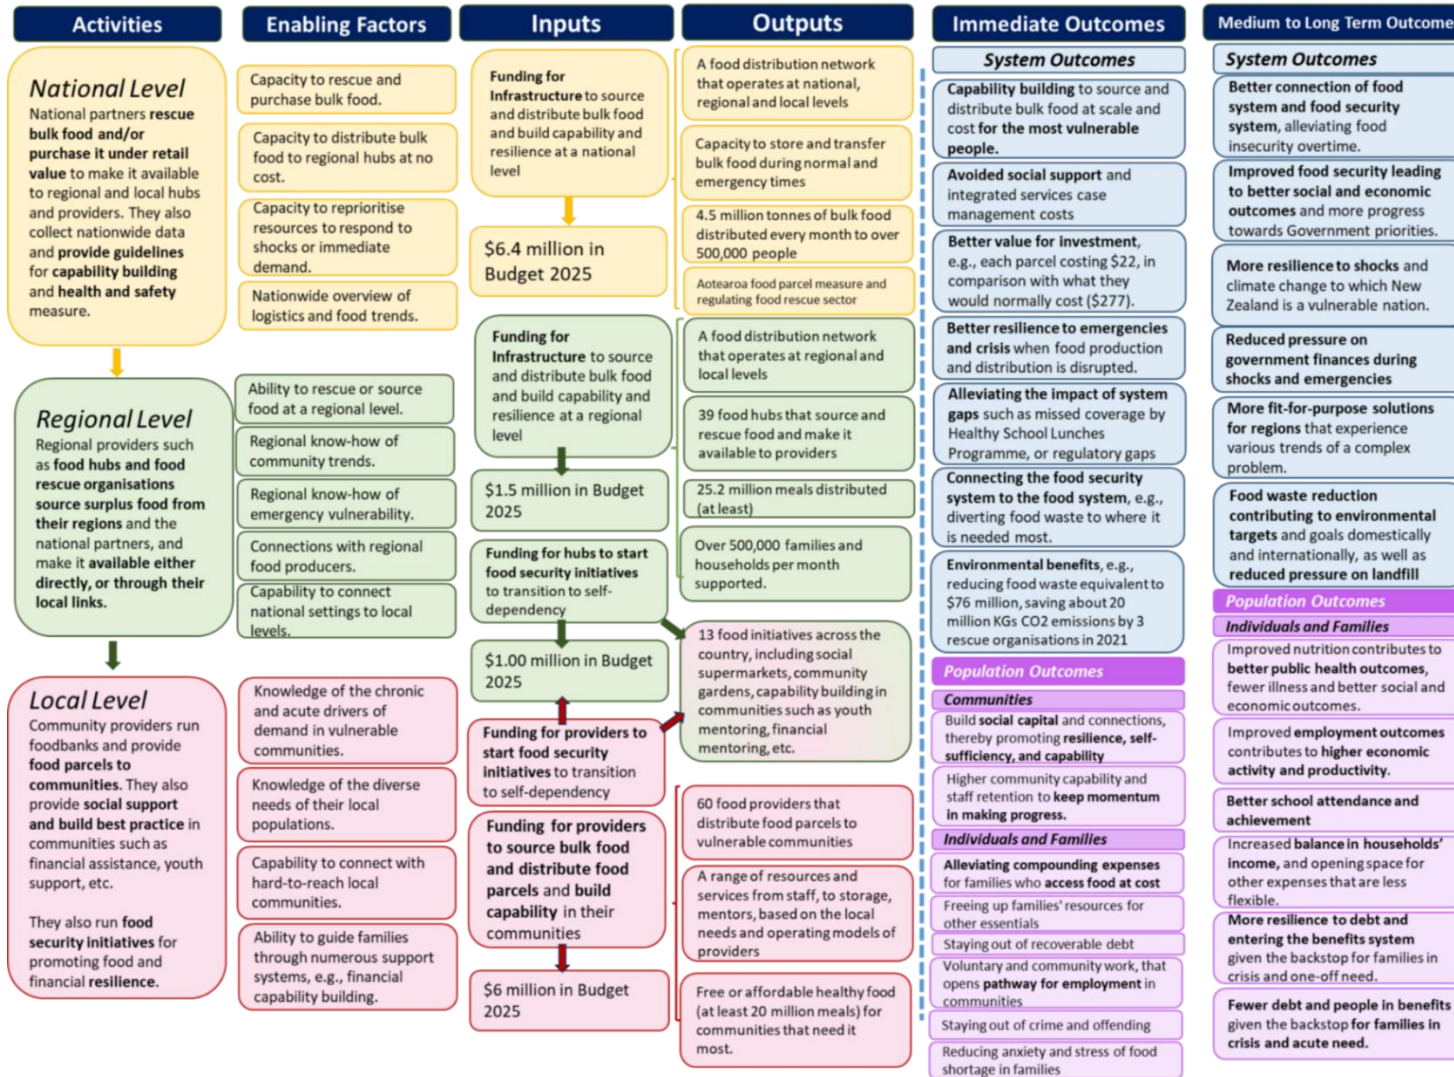 Activities
National Level
National partners rescue
bulk food and/or
purchase it under retail
value to make it available
to regional and local hubs
and providers. They also
collect nationwide data
and provide guidelines
for capability building
and health and safety
measure.
Regional Level
Regional providers such
as food hubs and food
rescue organisations
source surplus food from
their regions and the
national partners, and
make it available either
directly, or through their
local links.
Local Level
Community providers run
foodbanks and provide
food parcels to
communities. They also
provide social support
and build best practice in
communities such as
financial assistance, youth
support, etc.
They also run food
security initiatives for
promoting food and
financial resilience.
Enabling Factors
Capacity to rescue and
purchase bulk food.
Capacity to distribute bulk
food to regional hubs at no
cost.
Capacity to reprioritise
resources to respond to
shocks or immediate
demand.
Nationwide overview of
logistics and food trends.
Ability to rescue or source
food at a regional level.
Regional know-how of
community trends.
Regional know-how of
emergency vulnerability.
Connections with regional
food producers.
Capability to connect
national settings to local
levels.
Knowledge of the chronic
and acute drivers of
demand in vulnerable
communities.
Knowledge of the diverse
needs of their local
populations.
Capability to connect with
hard-to-reach local
communities.
Ability to guide families
through numerous support
systems, e.g., financial
capability building.
Inputs
Funding for
Infrastructure to source
and distribute bulk food
and build capability and
resilience at a national
level
$6.4 million in
Budget 2025
Funding for
Infrastructure to source
and distribute bulk food
and build capability and
resilience at a regional
level
$1.5 million in Budget
2025
Funding for hubs to start
food security initiatives
to transition to self-
dependency
$1.00 million in Budget
2025
Funding for providers to
start food security
initiatives to transition
to self-dependency
Funding for providers
to source bulk food
and distribute food
parcels and build
capability in their
communities
$6 million in Budget
2025
Outputs
A food distribution network
that operates at national,
regional and local levels
Capacity to store and transfer
bulk food during normal and
emergency times
4.5 million tonnes of bulk food
distributed every month to over
500,000 people
Aotearoa food parcel measure and
regulating food rescue sector
A food distribution network
that operates at regional and
local levels
39 food hubs that source and
rescue food and make it
available to providers
25.2 million meals distributed
(at least)
Over 500,000 families and
households per month
supported.
13 food initiatives across the
country, including social
supermarkets, community
gardens, capability building in
communities such as youth
mentoring, financial
mentoring, etc.
60 food providers that
distribute food parcels to
vulnerable communities
A range of resources and
services from staff, to storage,
mentors, based on the local
needs and operating models of
providers
Free or affordable healthy food
(at least 20 million meals) for
communities that need it
most.
Immediate Outcomes
System Outcomes
Capability building to source and
distribute bulk food at scale and
cost for the most vulnerable
people.
Avoided social support and
integrated services case
management costs
Better value for investment,
e.g., each parcel costing $22, in
comparison with what they
would normally cost ($277).
Better resilience to emergencies
and crisis when food production
and distribution is disrupted.
Alleviating the impact of system
gaps such as missed coverage by
Healthy School Lunches
Programme, or regulatory gaps
Connecting the food security
system to the food system, e.g.,
diverting food waste to where it
is needed most.
Environmental benefits, e.g.,
reducing food waste equivalent to
$76 million, saving about 20
million KGs CO2 emissions by 3
rescue organisations in 2021
Population Outcomes
Communities
Build social capital and connections,
thereby promoting resilience, self-
sufficiency, and capability
Higher community capability and
staff retention to keep momentum
in making progress.
Individuals and Families
Alleviating compounding expenses
for families who access food at cost
Freeing up families' resources for
other essentials
Staying out of recoverable debt
Voluntary and community work, that
opens pathway for employment in
communities
Staying out of crime and offending
Reducing anxiety and stress of food
shortage in families
Medium to Long Term Outcome
System Outcomes
Better connection of food
system and food security
system, alleviating food
insecurity overtime.
Improved food security leading
to better social and economic
outcomes and more progress
towards Government priorities.
More resilience to shocks and
climate change to which New
Zealand is a vulnerable nation.
Reduced pressure on
government finances during
shocks and emergencies
More fit-for-purpose solutions
for regions that experience
various trends of a complex
problem.
Food waste reduction
contributing to environmental
targets and goals domestically
and internationally, as well as
reduced pressure on landfill
Population Outcomes
Individuals and Families
Improved nutrition contributes to
better public health outcomes,
fewer illness and better social and
economic outcomes.
Improved employment outcomes
contributes to higher economic
activity and productivity.
Better school attendance and
achievement
Increased balance in households'
income, and opening space for
other expenses that are less
flexible.
More resilience to debt and
entering the benefits system
given the backstop for families in
crisis and one-off need.
Fewer debt and people in benefits
given the backstop for families in
crisis and acute need.